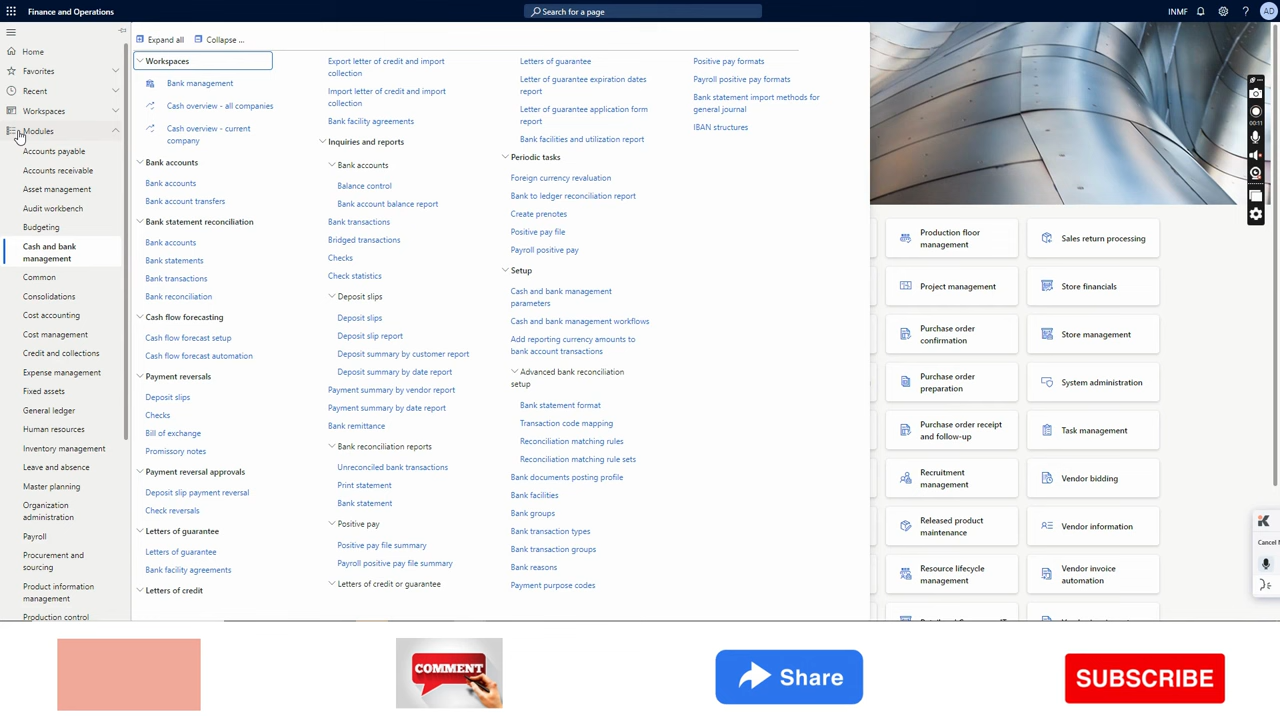 Finance and Operations
Search for a page
INMF
AD
Home
Favorites
Recent
Workspaces
Modules
Accounts payable
Accounts receivable
Asset management
Audit workbench
Budgeting
Cash and bank
management
Common
Consolidations
Cost accounting
Cost management
Credit and collections
Expense management
Fixed assets
General ledger
Human resources
Inventory management
Leave and absence
Master planning
Organization
administration
Payroll
Procurement and
sourcing
Product information
management
Production control
Expand all
Collapse ...
Workspaces
Bank management
Cash overview - all companies
Cash overview - current
company
Bank accounts
Bank accounts
Bank account transfers
Bank statement reconciliation
Bank accounts
Bank statements
Bank transactions
Bank reconciliation
Cash flow forecasting
Cash flow forecast setup
Cash flow forecast automation
Payment reversals
Deposit slips
Checks
Bill of exchange
Promissory notes
Payment reversal approvals
Deposit slip payment reversal
Check reversals
Letters of guarantee
Letters of guarantee
Bank facility agreements
Letters of credit
Export letter of credit and import
collection
Import letter of credit and import
collection
Bank facility agreements
Inquiries and reports
Bank accounts
Balance control
Bank account balance report
Bank transactions
Bridged transactions
Checks
Check statistics
Deposit slips
Deposit slips
Deposit slip report
Deposit summary by customer report
Deposit summary by date report
Payment summary by vendor report
Payment summary by date report
Bank remittance
Bank reconciliation reports
Unreconciled bank transactions
Print statement
Bank statement
Positive pay
Positive pay file summary
Payroll positive pay file summary
Letters of credit or guarantee
Letters of guarantee
Letter of guarantee expiration dates
report
Letter of guarantee application form
report
Bank facilities and utilization report
Periodic tasks
Foreign currency revaluation
Bank to ledger reconciliation report
Create prenotes
Positive pay file
Payroll positive pay
Setup
Cash and bank management
parameters
Cash and bank management workflows
Add reporting currency amounts to
bank account transactions
Advanced bank reconciliation
setup
Bank statement format
Transaction code mapping
Reconciliation matching rules
Reconciliation matching rule sets
Bank documents posting profile
Bank facilities
Bank groups
Bank transaction types
Bank transaction groups
Bank reasons
Payment purpose codes
Positive pay formats
Payroll positive pay formats
Bank statement import methods for
general journal
IBAN structures
Production floor
management
Project management
Purchase order
confirmation
Purchase order
preparation
Purchase order receipt
and follow-up
Recruitment
management
Released product
maintenance
Resource lifecycle
management
Sales return processing
Store financials
Store management
System administration
Task management
Vendor bidding
Vendor information
Vendor invoice
automation
00:11
COMMENT
Share
SUBSCRIBE